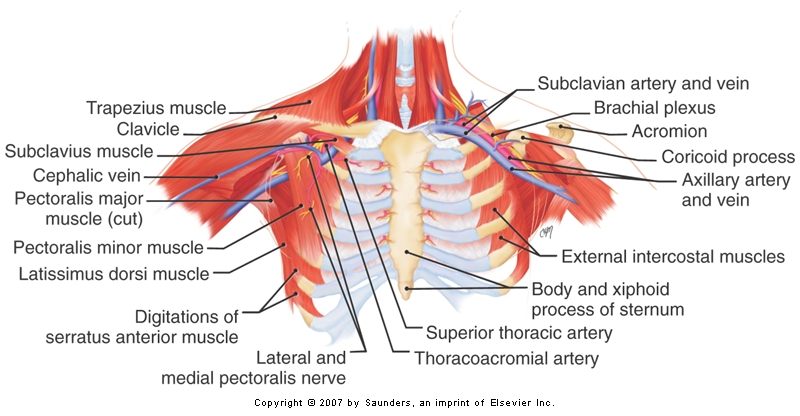 Trapezius muscle
Clavicle
Subclavius muscle
Cephalic vein
Pectoralis major
muscle (cut)
Pectoralis minor muscle
Latissimus dorsi muscle
Digitations of
serratus anterior muscle
Lateral and
medial pectoralis nerve
Subclavian artery and vein
Brachial plexus
Acromion
Coricoid process
Axillary artery
and vein
External intercostal muscles
Body and xiphoid
process of sternum
Superior thoracic artery
Thoracoacromial artery
Copyright © 2007 by Saunders, an imprint of Elsevier Inc.